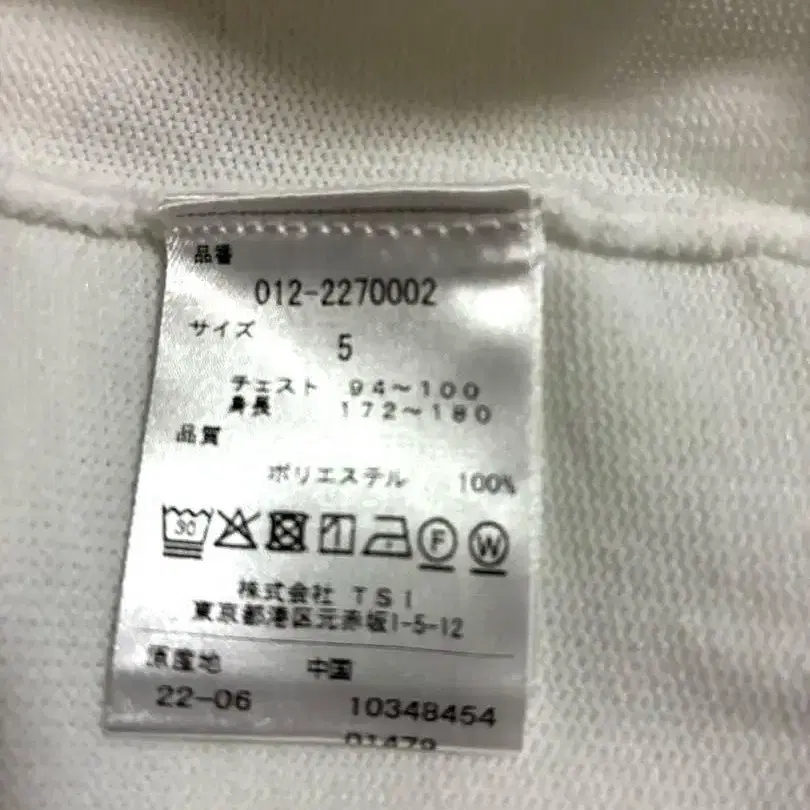 品番
012-2270002
サイズ
5
チェスト 94～100
身長 172～180
品質
ポリエステル 100%
30 F W
株式会社 TSI
東京都港区元赤坂1-5-12
原産地 中国
22-06 10348454
01479